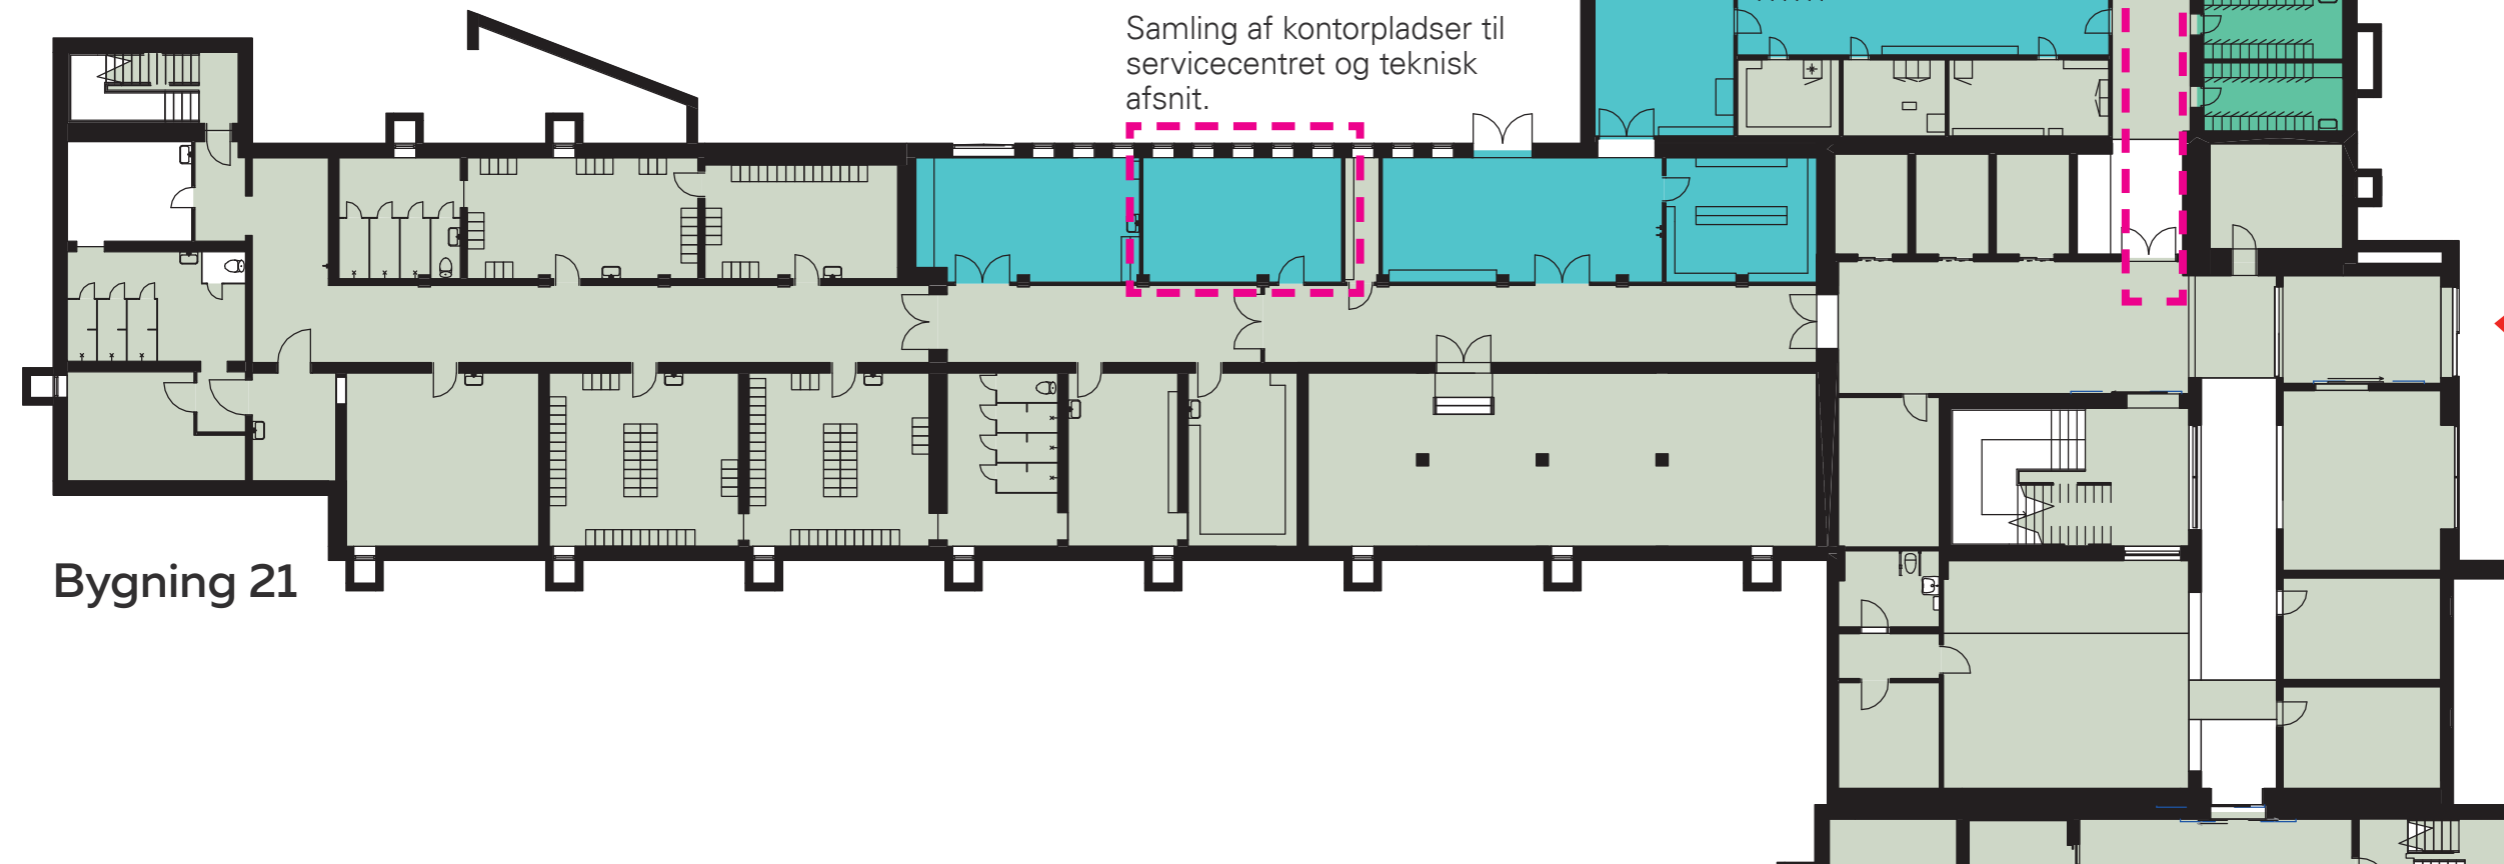 Samling af kontorpladser til
servicecentret og teknisk
afsnit.
Bygning 21